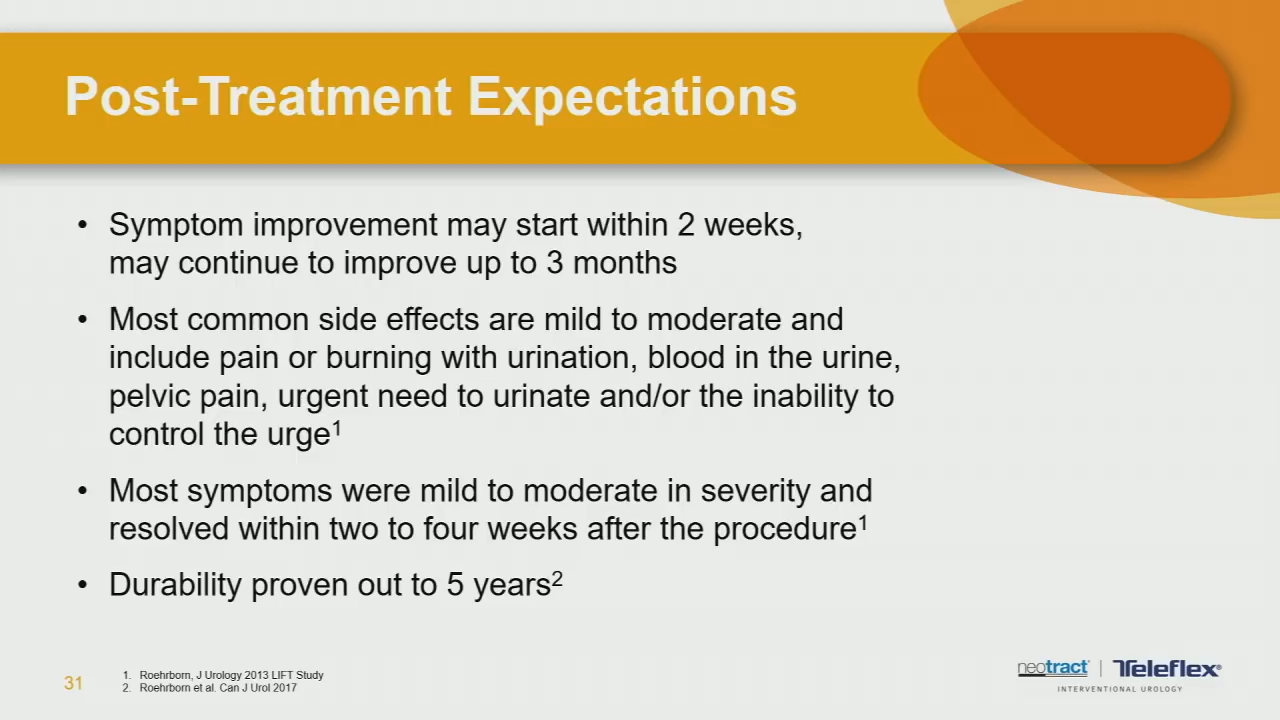 Post-Treatment Expectations
• Symptom improvement may start within 2 weeks,
may continue to improve up to 3 months
• Most common side effects are mild to moderate and
include pain or burning with urination, blood in the urine,
pelvic pain, urgent need to urinate and/or the inability to
control the urge¹
• Most symptoms were mild to moderate in severity and
resolved within two to four weeks after the procedure¹
• Durability proven out to 5 years²
31
1. Roehrborn, J Urology 2013 LIFT Study
2. Roehrborn et al. Can J Urol 2017
neotract® | Teleflex®
INTERVENTIONAL UROLOGY